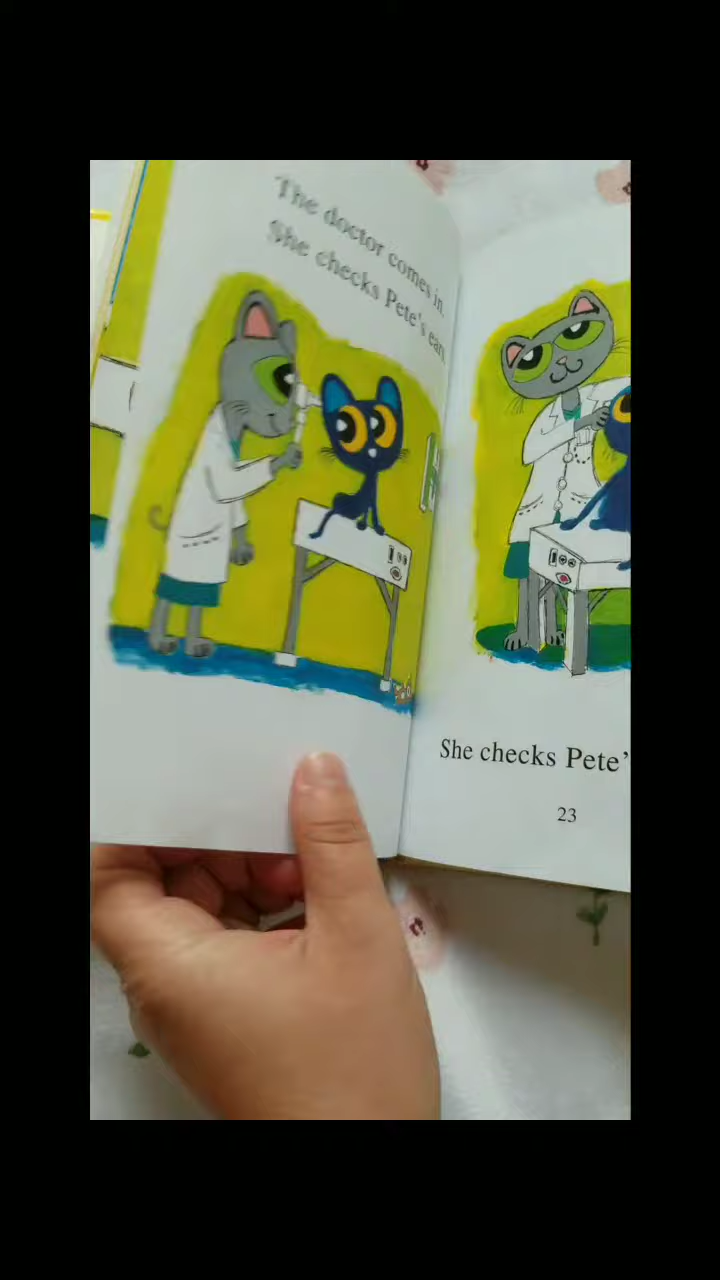 The doctor comes in.
She checks Pete's ears
She checks Pete’
23